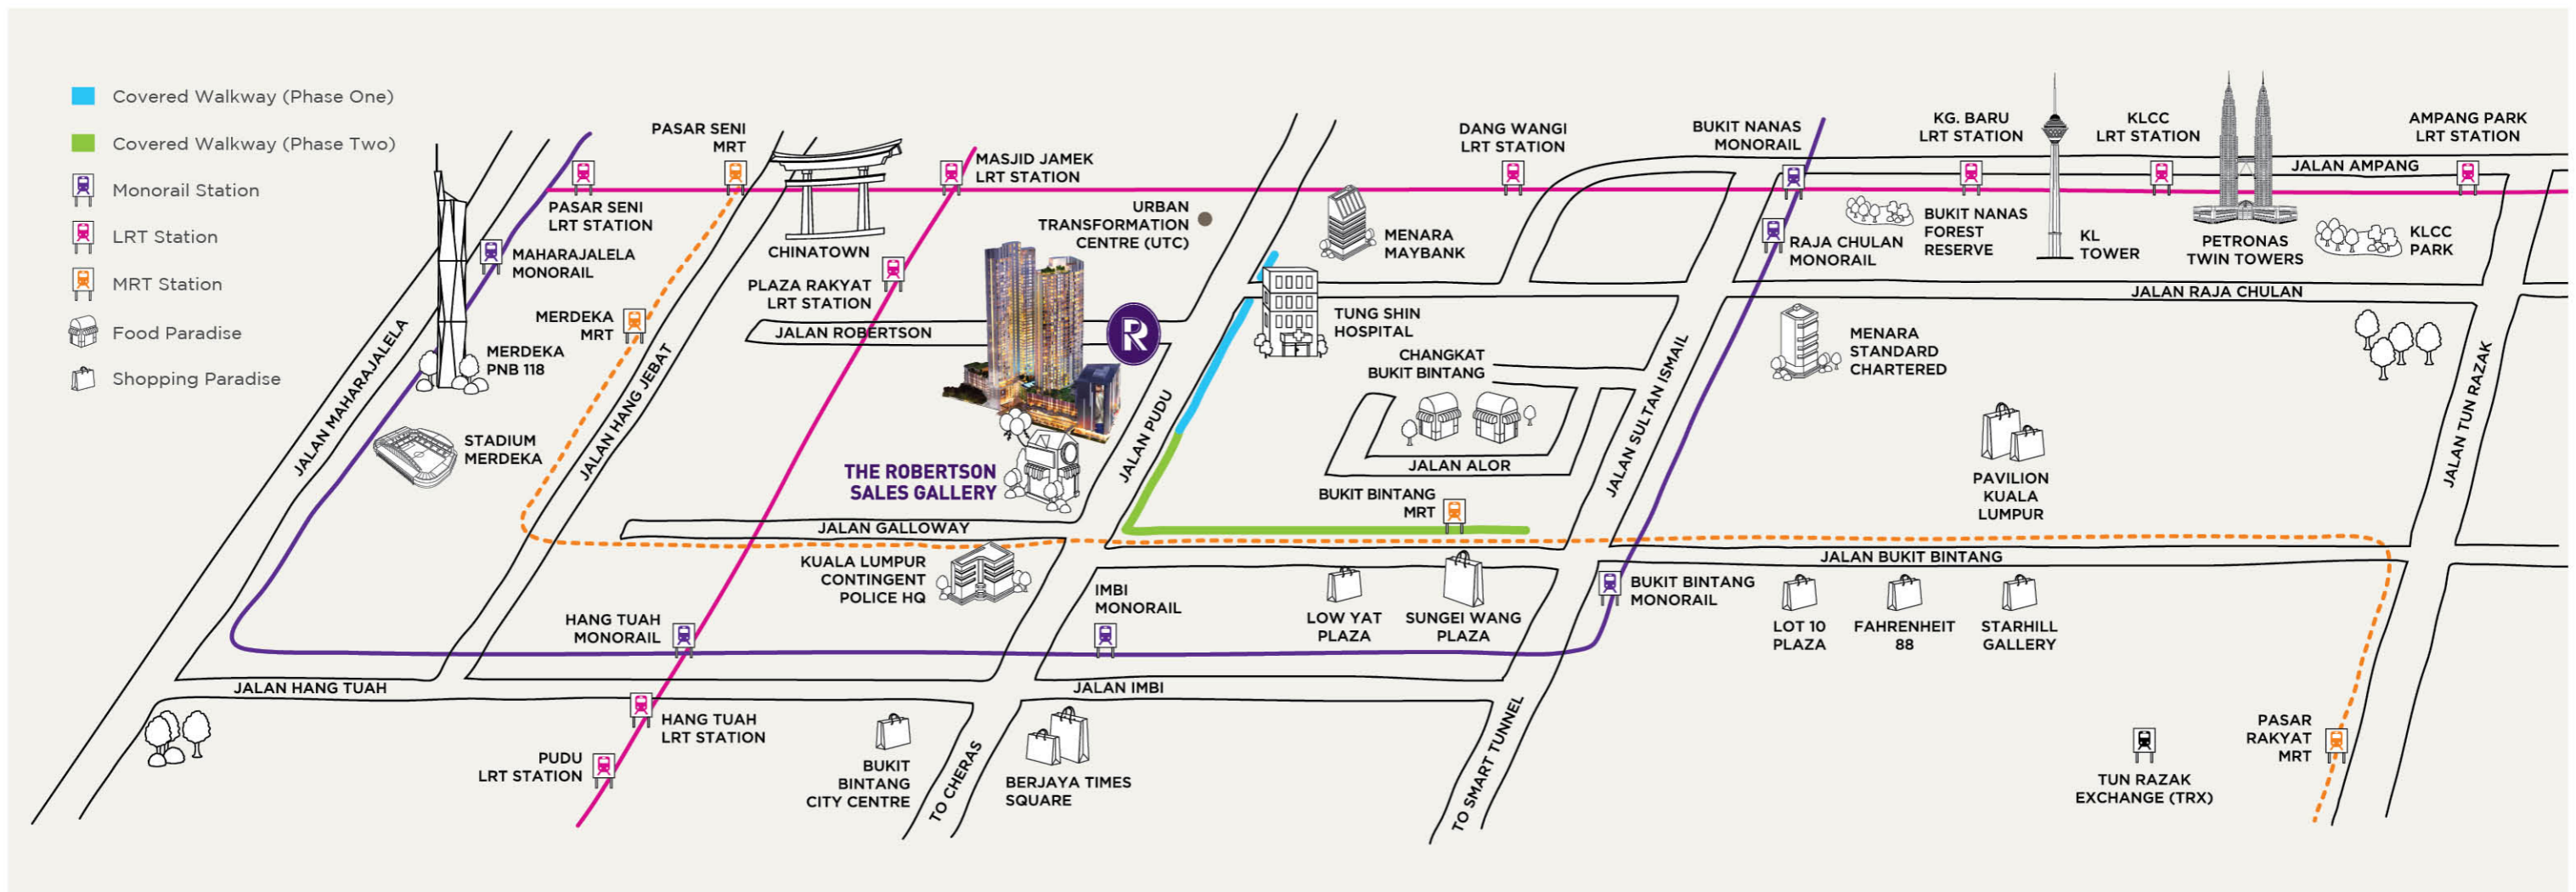 Covered Walkway (Phase One)
Covered Walkway (Phase Two)
Monorail Station
LRT Station
MRT Station
Food Paradise
Shopping Paradise
PASAR SENI
MRT
PASAR SENI
LRT STATION
MAHARAJALELA
MONORAIL
MERDEKA
MRT
MERDEKA
PNB 118
JALAN MAHARAJALELA
STADIUM
MERDEKA
JALAN HANG JEBAT
CHINATOWN
MASJID JAMEK
LRT STATION
PLAZA RAKYAT
LRT STATION
JALAN ROBERTSON
URBAN
TRANSFORMATION
CENTRE (UTC)
R
THE ROBERTSON
SALES GALLERY
JALAN PUDU
JALAN GALLOWAY
KUALA LUMPUR
CONTINGENT
POLICE HQ
HANG TUAH
MONORAIL
JALAN HANG TUAH
HANG TUAH
LRT STATION
PUDU
LRT STATION
BUKIT
BINTANG
CITY CENTRE
TO CHERAS
BERJAYA TIMES
SQUARE
JALAN IMBI
IMBI
MONORAIL
MENARA
MAYBANK
TUNG SHIN
HOSPITAL
CHANGKAT
BUKIT BINTANG
JALAN ALOR
BUKIT BINTANG
MRT
LOW YAT
PLAZA
SUNGEI WANG
PLAZA
DANG WANGI
LRT STATION
BUKIT NANAS
MONORAIL
RAJA CHULAN
MONORAIL
JALAN SULTAN ISMAIL
TO SMART TUNNEL
BUKIT BINTANG
MONORAIL
KG. BARU
LRT STATION
BUKIT NANAS
FOREST
RESERVE
KL
TOWER
KLCC
LRT STATION
PETRONAS
TWIN TOWERS
JALAN AMPANG
AMPANG PARK
LRT STATION
KLCC
PARK
JALAN RAJA CHULAN
MENARA
STANDARD
CHARTERED
PAVILION
KUALA
LUMPUR
JALAN TUN RAZAK
JALAN BUKIT BINTANG
LOT 10
PLAZA
FAHRENHEIT
88
STARHILL
GALLERY
TUN RAZAK
EXCHANGE (TRX)
PASAR
RAKYAT
MRT